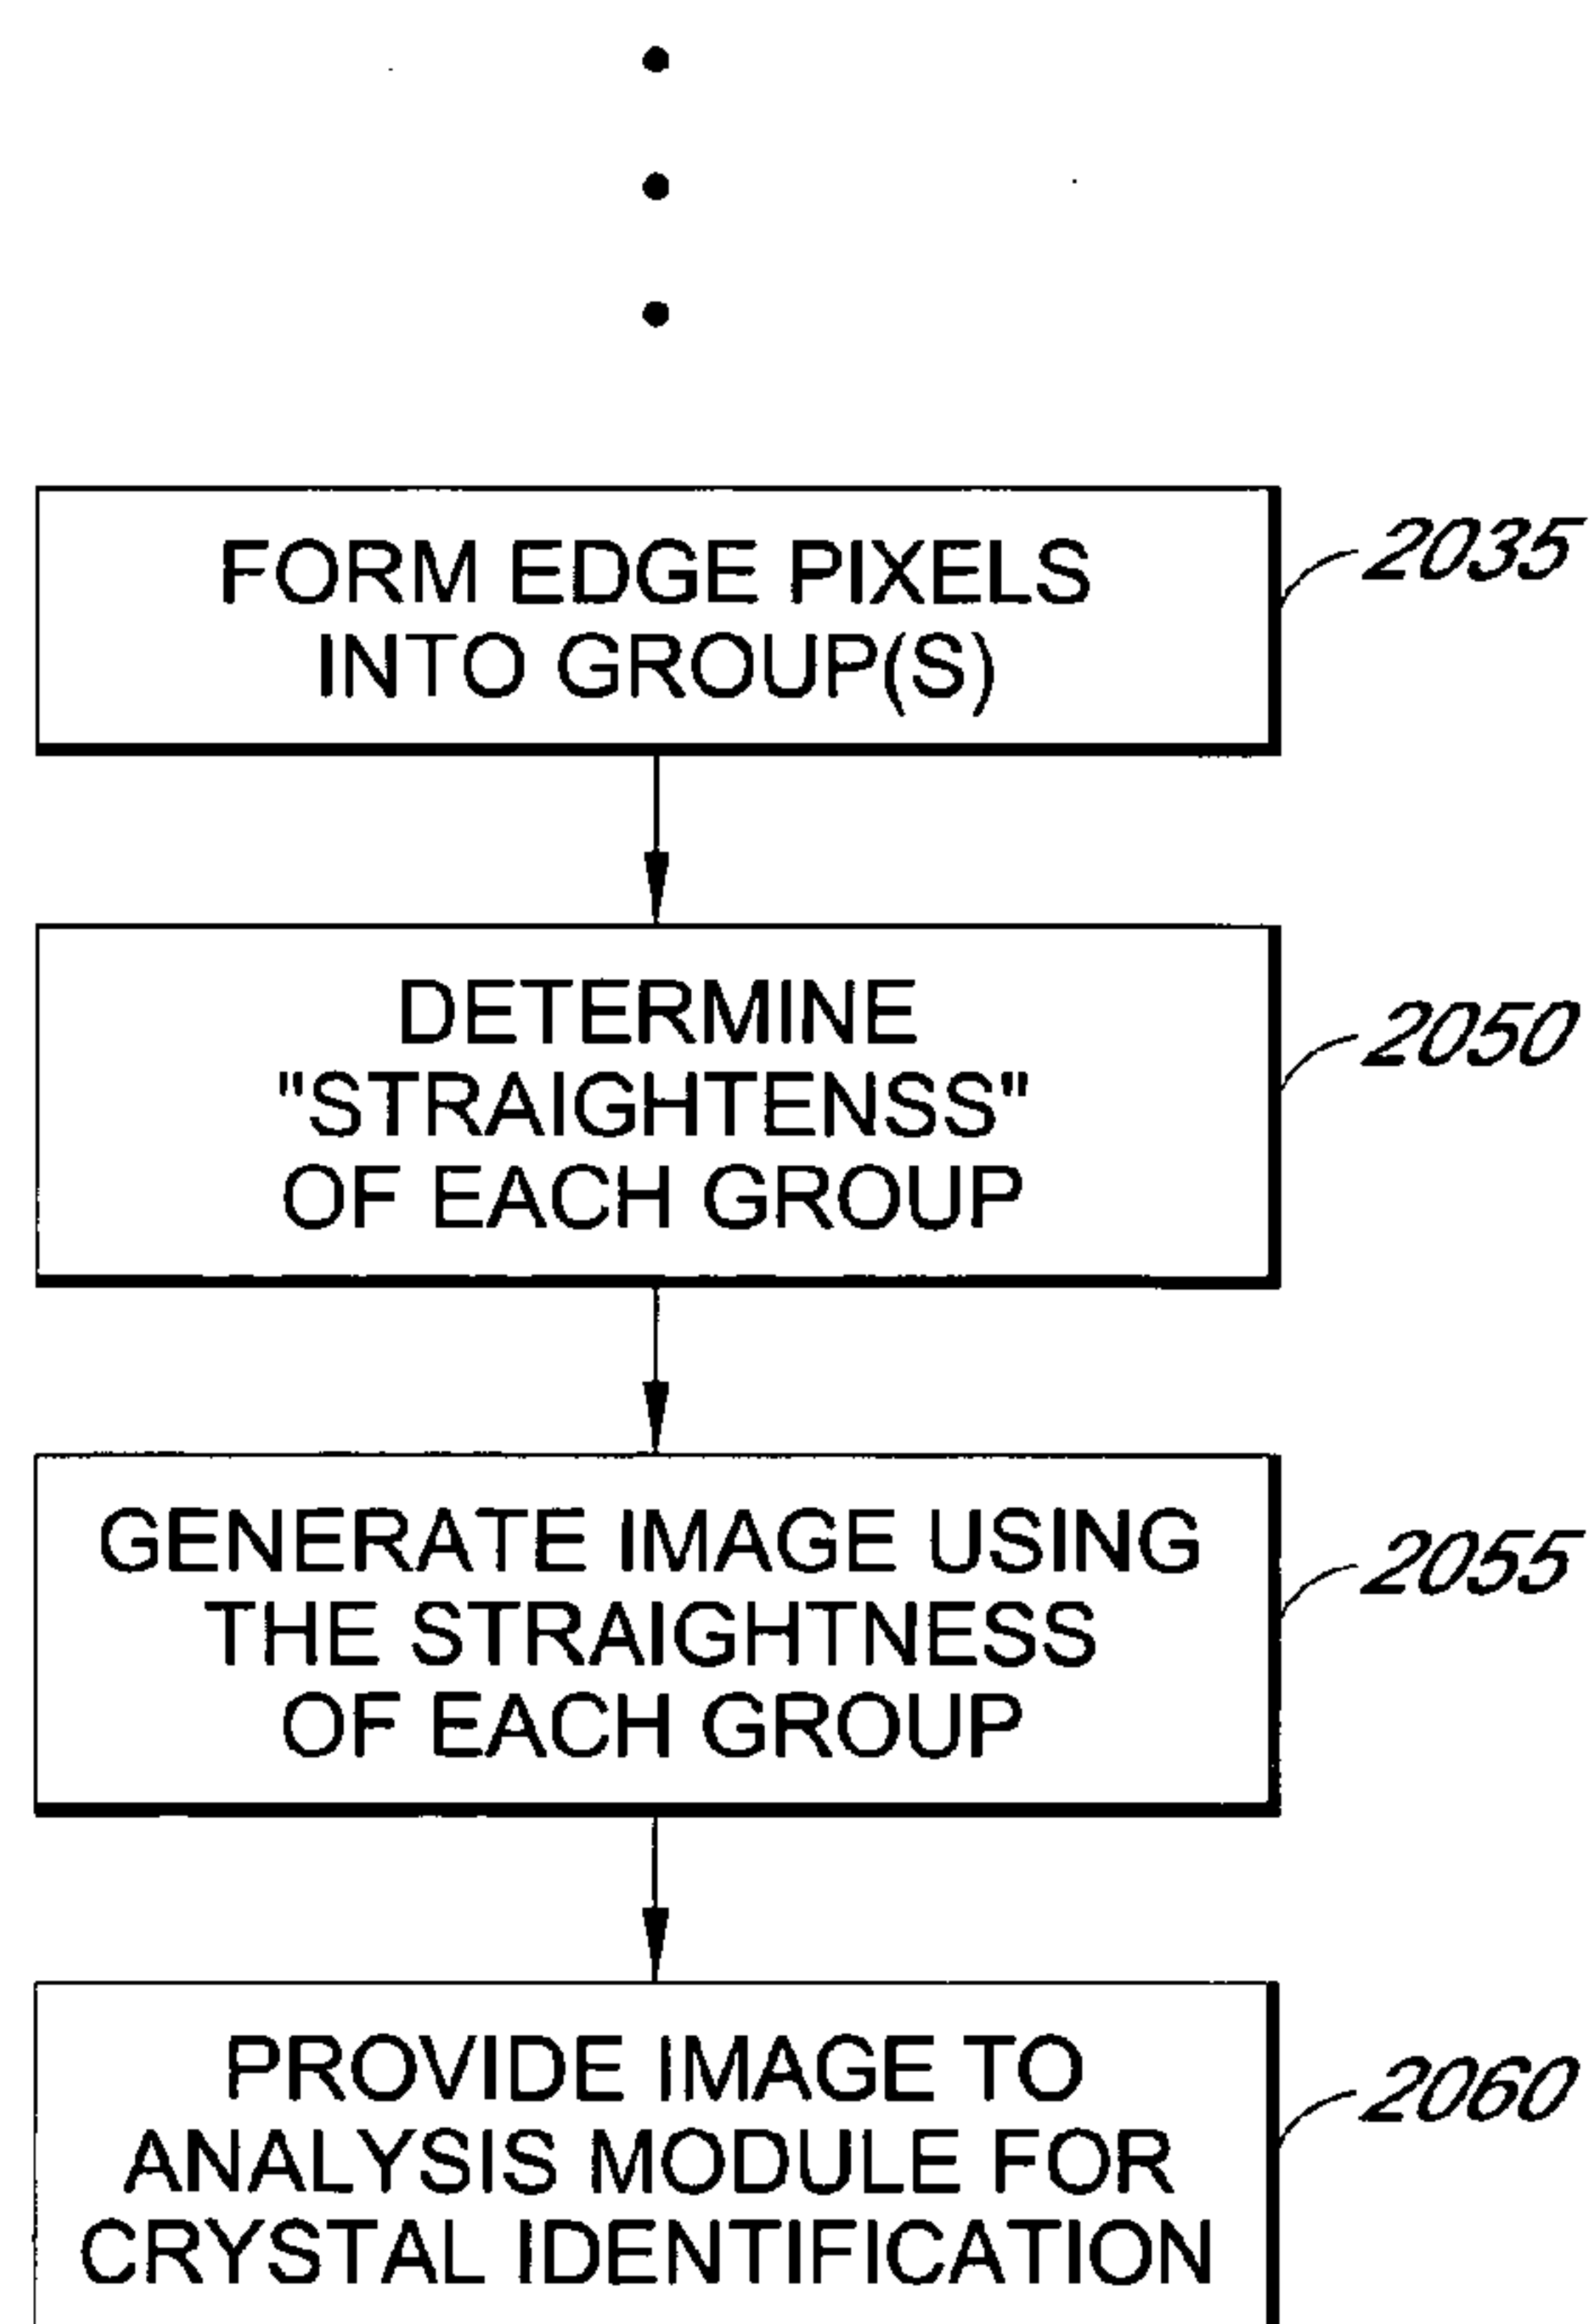 FORM EDGE PIXELS
INTO GROUP(S)
2035
DETERMINE
"STRAIGHTENSS"
OF EACH GROUP
2050
GENERATE IMAGE USING
THE STRAIGHTNESS
OF EACH GROUP
2055
PROVIDE IMAGE TO
ANALYSIS MODULE FOR
CRYSTAL IDENTIFICATION
2060